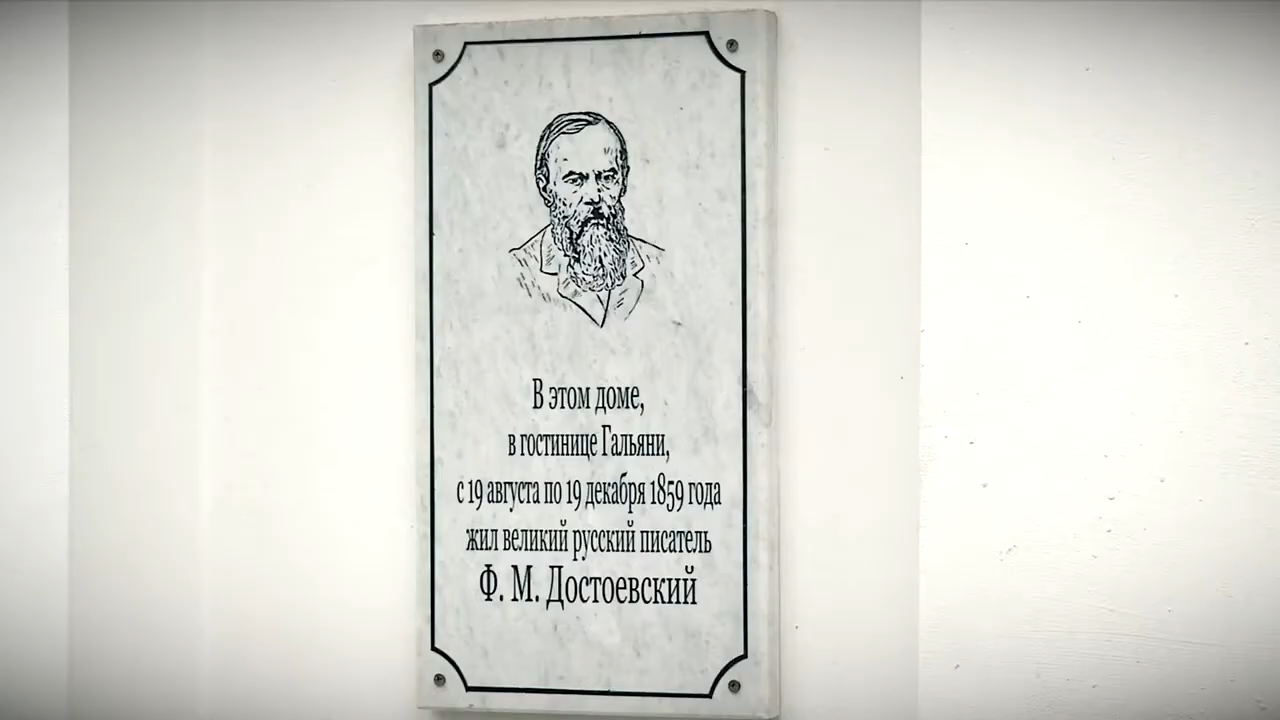 В этом доме,
в гостинице Гальяни,
с 19 августа по 19 декабря 1859 года
жил великий русский писатель
Ф. М. Достоевский